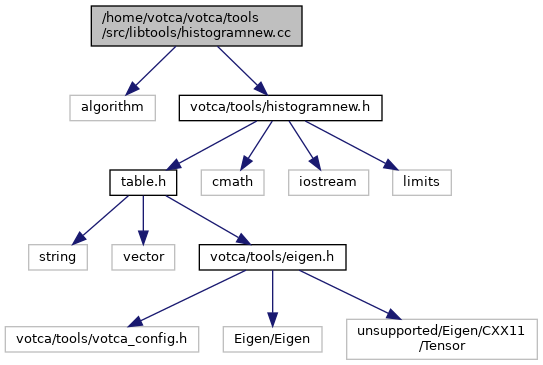 /home/votca/votca/tools
/src/libtools/histogramnew.cc
algorithm
votca/tools/histogramnew.h
table.h
cmath
iostream
limits
string
vector
votca/tools/eigen.h
votca/tools/votca_config.h
Eigen/Eigen
unsupported/Eigen/CXX11
/Tensor